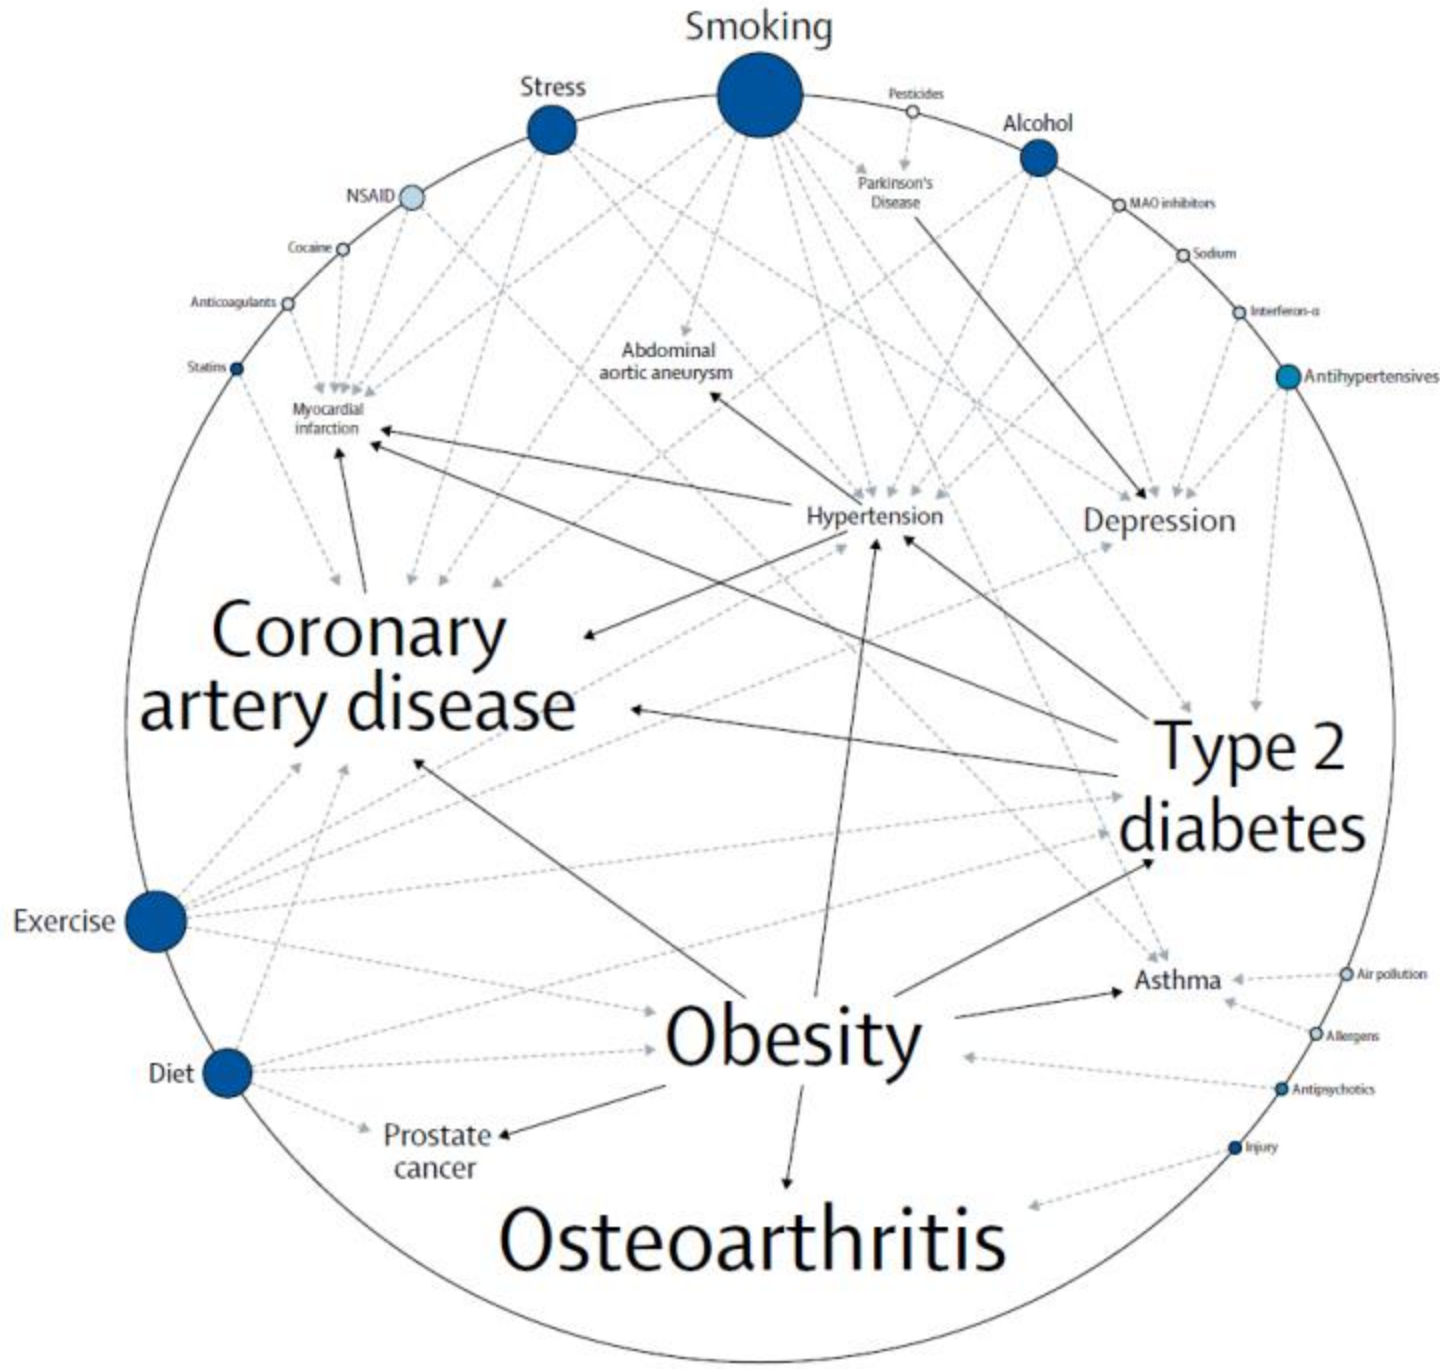 Smoking
Stress
Pesticides
Alcohol
NSAID
Parkinson's
Disease
MAO inhibitors
Cocaine
Sodium
Anticoagulants
Interferon-α
Statins
Abdominal
aortic aneurysm
Antihypertensives
Myocardial
infarction
Hypertension
Depression
Coronary
artery disease
Type 2
diabetes
Exercise
Asthma
Air pollution
Obesity
Allergens
Diet
Antipsychotics
Prostate
cancer
Injury
Osteoarthritis